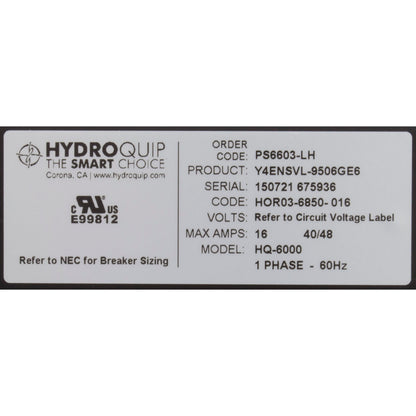 HYDROQUIP
THE SMART CHOICE
Corona, CA | www.hydroquip.com
C UL US
E99812
Refer to NEC for Breaker Sizing
ORDER
CODE: PS6603-LH
PRODUCT: Y4ENSVL-9506GE6
SERIAL: 150721 675936
CODE: HOR03-6850-016
VOLTS: Refer to Circuit Voltage Label
MAX AMPS: 16 40/48
MODEL: HQ-6000
1 PHASE - 60Hz